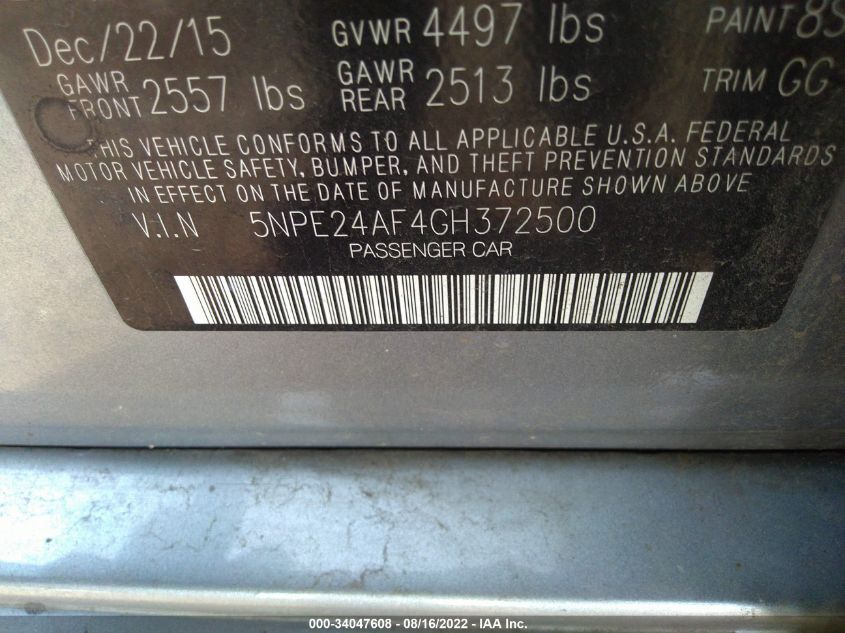 Dec/22/15 GVWR 4497 lbs PAINT 8S
GAWR FRONT 2557 lbs GAWR REAR 2513 lbs TRIM GG
THIS VEHICLE CONFORMS TO ALL APPLICABLE U.S.A. FEDERAL
MOTOR VEHICLE SAFETY, BUMPER, AND THEFT PREVENTION STANDARDS
IN EFFECT ON THE DATE OF MANUFACTURE SHOWN ABOVE
V.I.N 5NPE24AF4GH372500
PASSENGER CAR
000-34047608 - 08/16/2022 - IAA Inc.